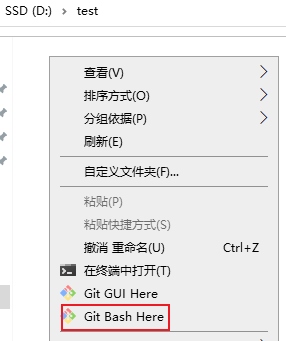 SSD (D:) › test
查看(V)
排序方式(O)
分组依据(P)
刷新(E)
自定义文件夹(F)...
粘贴(P)
粘贴快捷方式(S)
撤消 重命名(U) Ctrl+Z
在终端中打开(T)
Git GUI Here
Git Bash Here